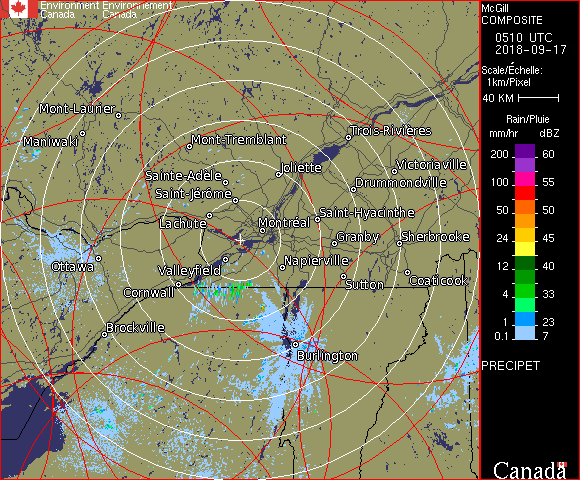 Environment Environnement
Canada Canada
McGill
COMPOSITE
0510 UTC
2018-09-17
Scale/Échelle:
1km/Pixel
40 KM
Rain/Pluie
mm/hr dBZ
200 60
100 55
50 50
24 45
12 40
4 33
1 23
0.1 7
PRECIPET
Canada
Mont-Laurier
Maniwaki
Mont-Tremblant
Trois-Rivières
Joliette
Victoriaville
Sainte-Adèle
Drummondville
Saint-Jérôme
Saint-Hyacinthe
Lachute
Montréal
Granby
Sherbrooke
Ottawa
Valleyfield
Napierville
Cornwall
Sutton
Coaticook
Brockville
Burlington